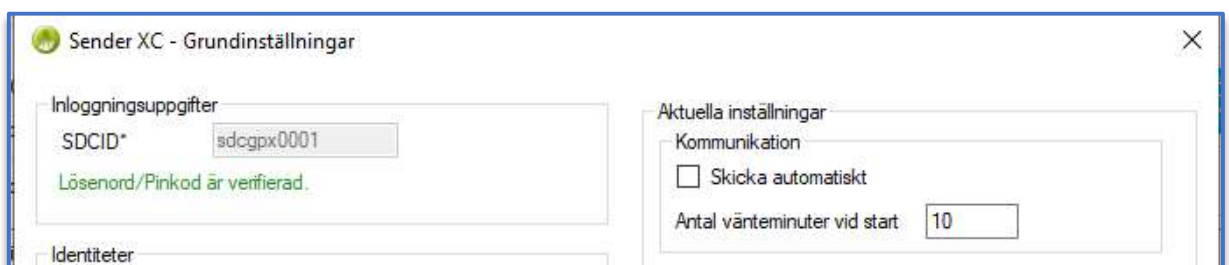 Sender XC - Grundinställningar
Inloggningsuppgifter
SDCID*
sdcgpx0001
Lösenord/Pinkod är verifierad.
Identiteter
Aktuella inställningar
Kommunikation
Skicka automatiskt
Antal vänteminuter vid start
10